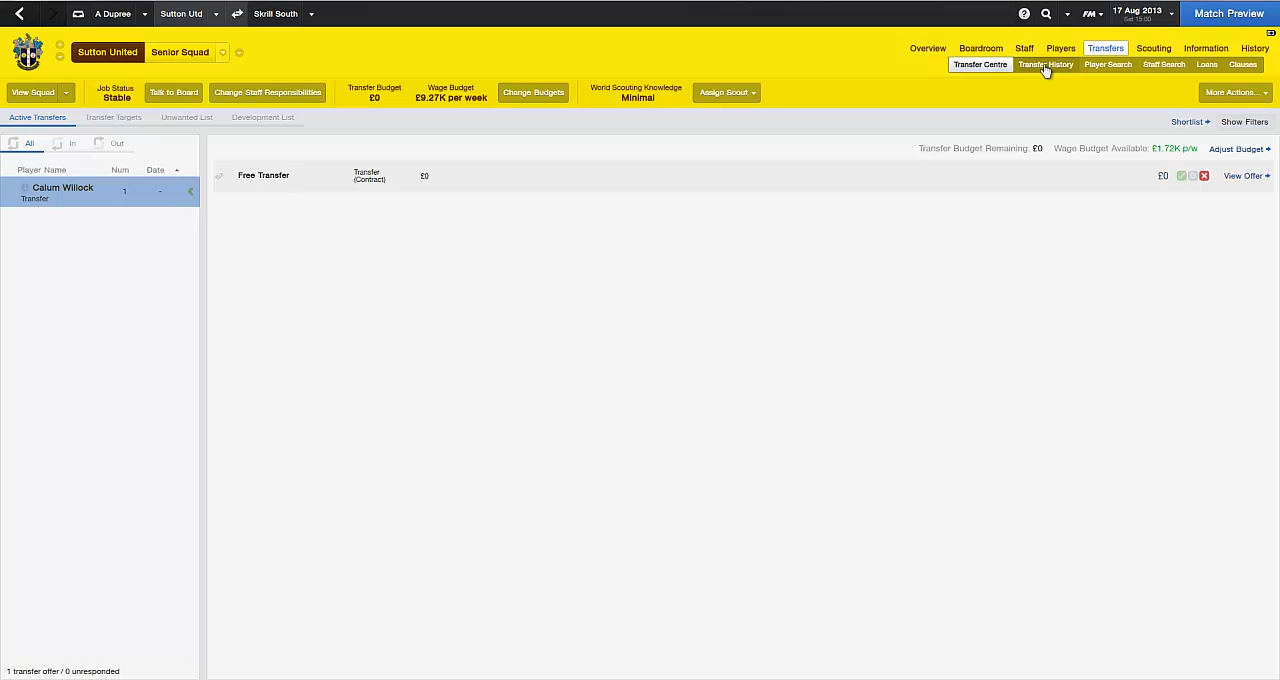 A Dupree Sutton Utd Skrill South FM 17 Aug 2013 Match Preview
Sat 15:00
Sutton United Senior Squad
Overview Boardroom Staff Players Transfers Scouting Information History
Transfer Centre Transfer History Player Search Staff Search Loans Clauses
View Squad Job Status Talk to Board Change Staff Responsibilities Transfer Budget Wage Budget Change Budgets World Scouting Knowledge Assign Scout More Actions...
Stable £0 £9.27K per week Minimal
Active Transfers Transfer Targets Unwanted List Development List Shortlist Show Filters
All In Out
Transfer Budget Remaining: £0 Wage Budget Available: £1.72K p/w Adjust Budget
Player Name Num Date
Calum Willock 1 -
Transfer
Free Transfer Transfer £0 £0 View Offer
(Contract)
1 transfer offer / 0 unresponded